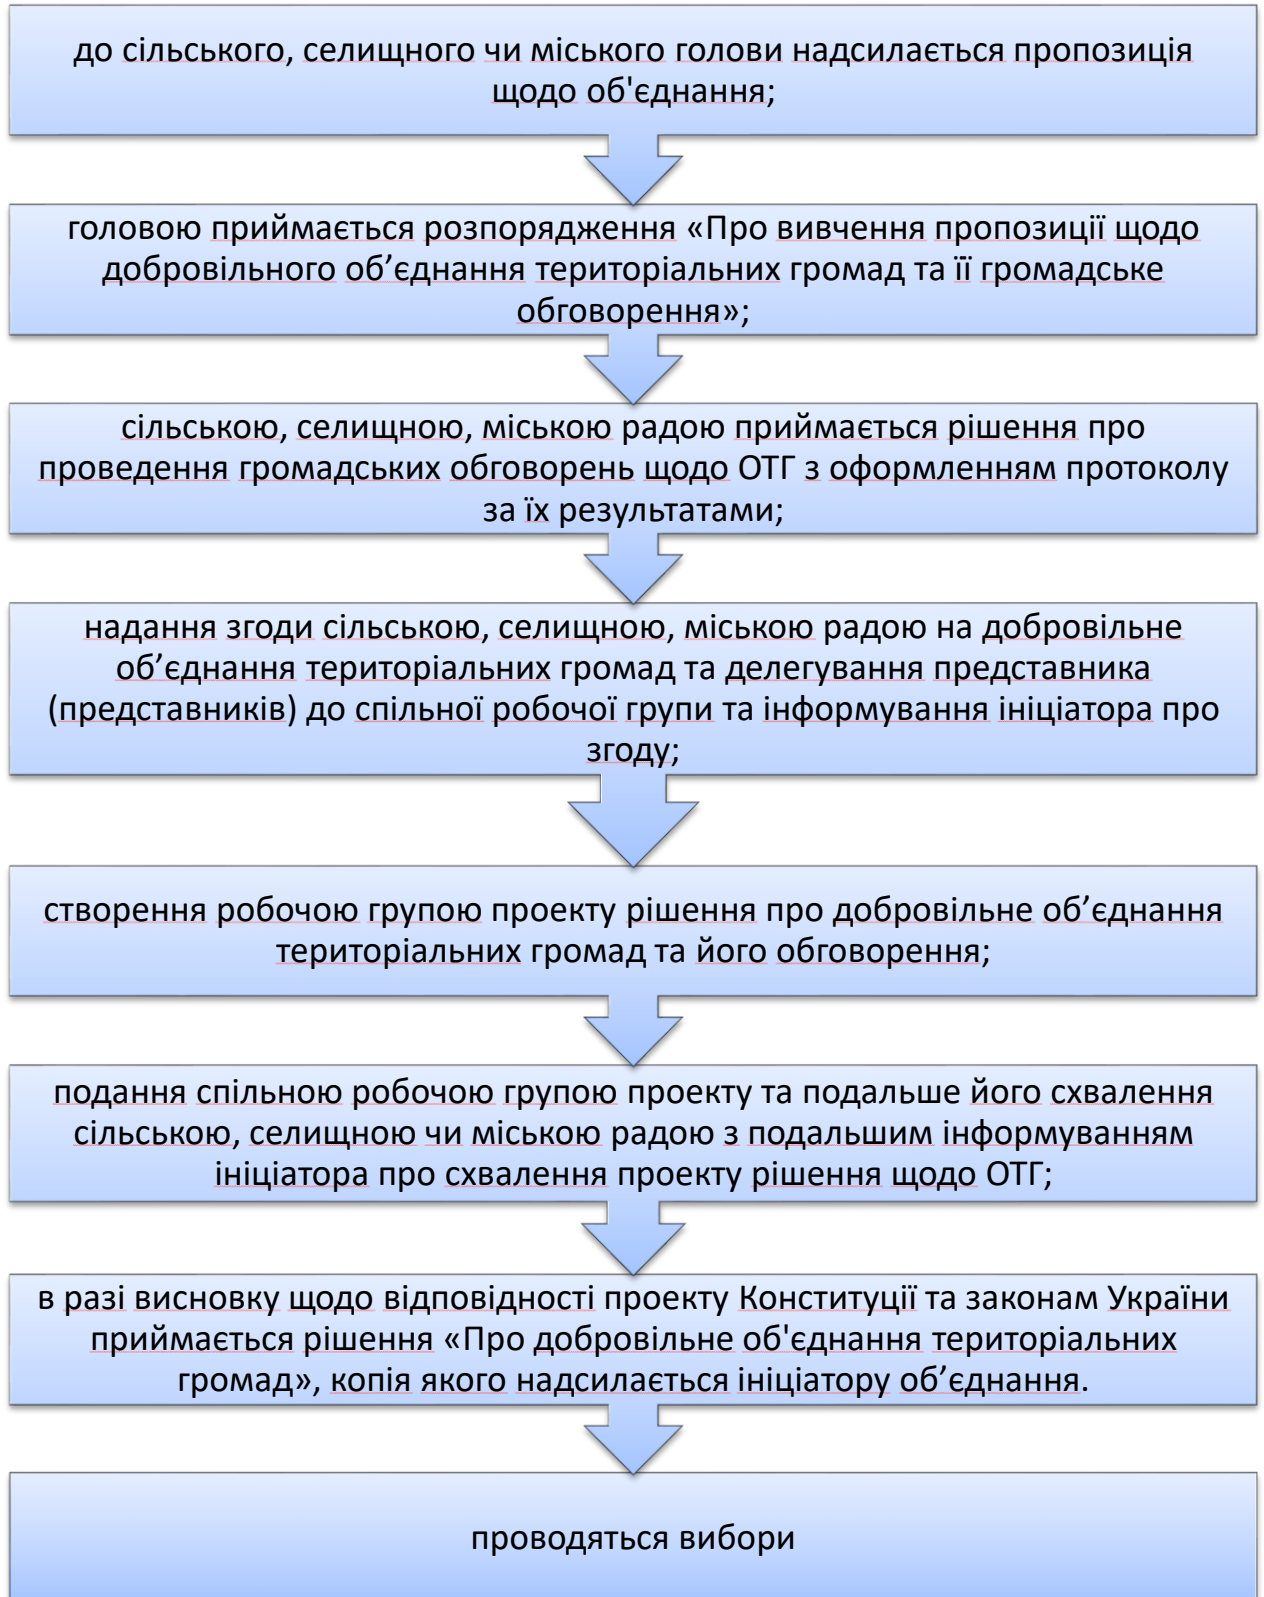 до сільського, селищного чи міського голови надсилається пропозиція
щодо об'єднання;
головою приймається розпорядження «Про вивчення пропозиції щодо
добровільного об’єднання територіальних громад та її громадське
обговорення»;
сільською, селищною, міською радою приймається рішення про
проведення громадських обговорень щодо ОТГ з оформленням протоколу
за їх результатами;
надання згоди сільською, селищною, міською радою на добровільне
об’єднання територіальних громад та делегування представника
(представників) до спільної робочої групи та інформування ініціатора про
згоду;
створення робочою групою проекту рішення про добровільне об’єднання
територіальних громад та його обговорення;
подання спільною робочою групою проекту та подальше його схвалення
сільською, селищною чи міською радою з подальшим інформуванням
ініціатора про схвалення проекту рішення щодо ОТГ;
в разі висновку щодо відповідності проекту Конституції та законам України
приймається рішення «Про добровільне об'єднання територіальних
громад», копія якого надсилається ініціатору об’єднання.
проводяться вибори